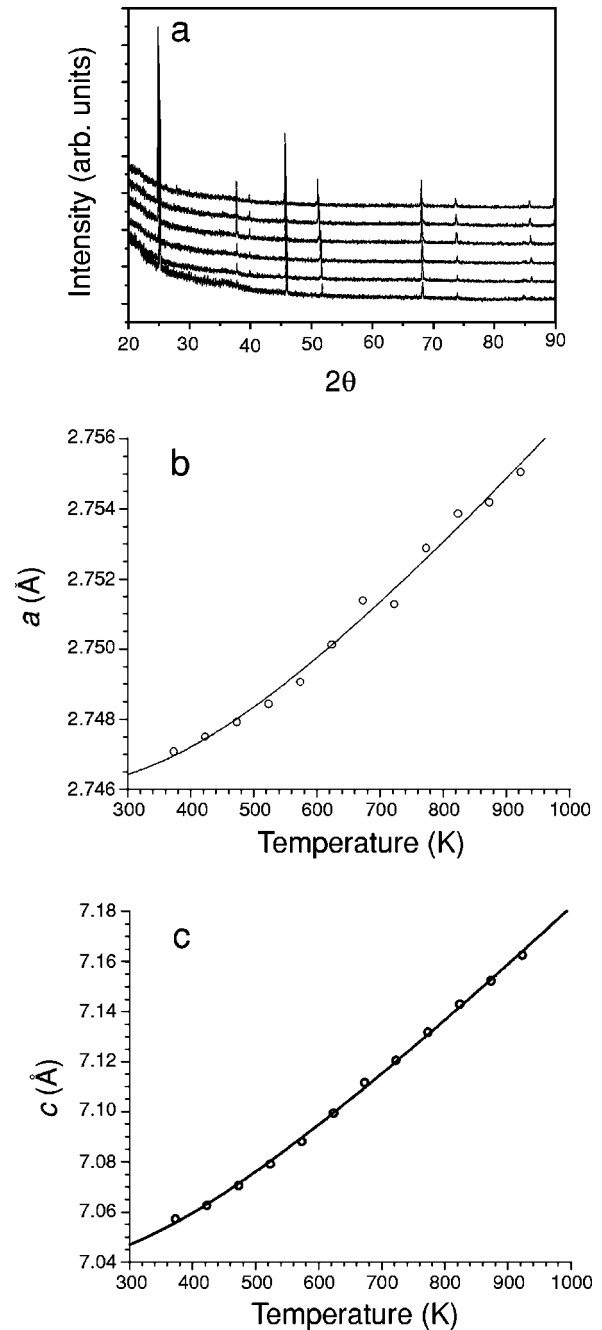 a
Intensity (arb. units)
20 30 40 50 60 70 80 90
2θ
b
2.756
2.754
2.752
2.750
2.748
2.746
a (Å)
300 400 500 600 700 800 900 1000
Temperature (K)
c
7.18
7.16
7.14
7.12
7.10
7.08
7.06
7.04
c (Å)
300 400 500 600 700 800 900 1000
Temperature (K)